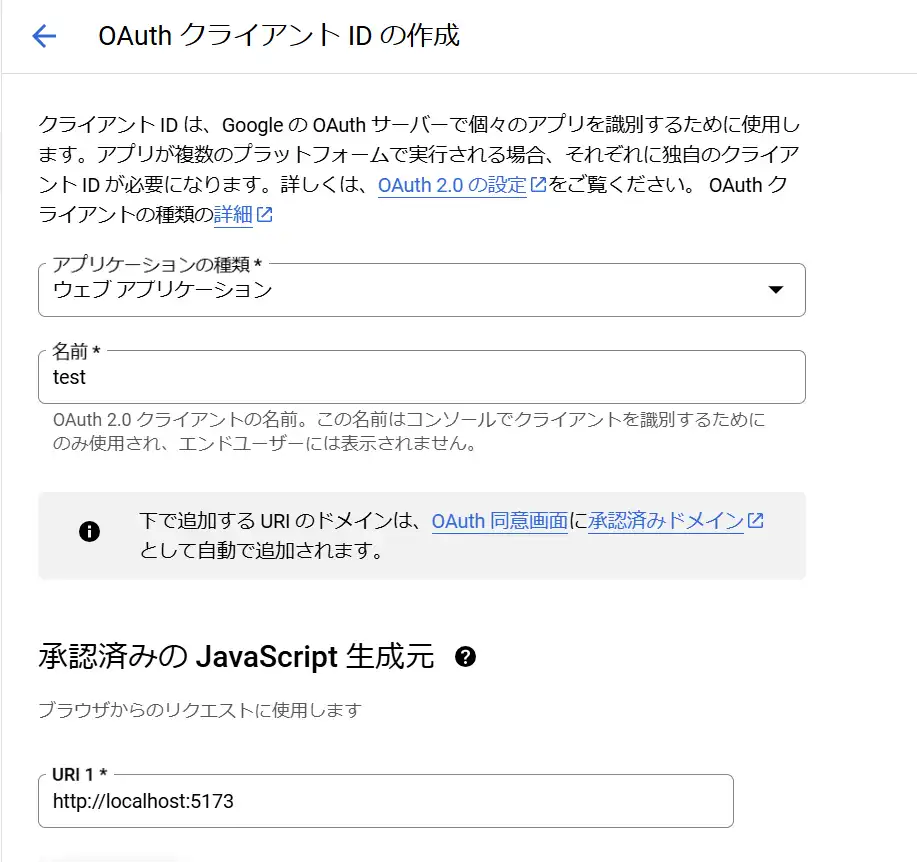 OAuth クライアント ID の作成
クライアント ID は、Google の OAuth サーバーで個々のアプリを識別するために使用し
ます。アプリが複数のプラットフォームで実行される場合、それぞれに独自のクライア
ント ID が必要になります。詳しくは、OAuth 2.0 の設定をご覧ください。 OAuth ク
ライアントの種類の詳細
アプリケーションの種類 *
ウェブ アプリケーション
名前 *
test
OAuth 2.0 クライアントの名前。この名前はコンソールでクライアントを識別するために
のみ使用され、エンドユーザーには表示されません。
下で追加する URI のドメインは、OAuth 同意画面に承認済みドメイン
として自動で追加されます。
承認済みの JavaScript 生成元
ブラウザからのリクエストに使用します
URI 1 *
http://localhost:5173